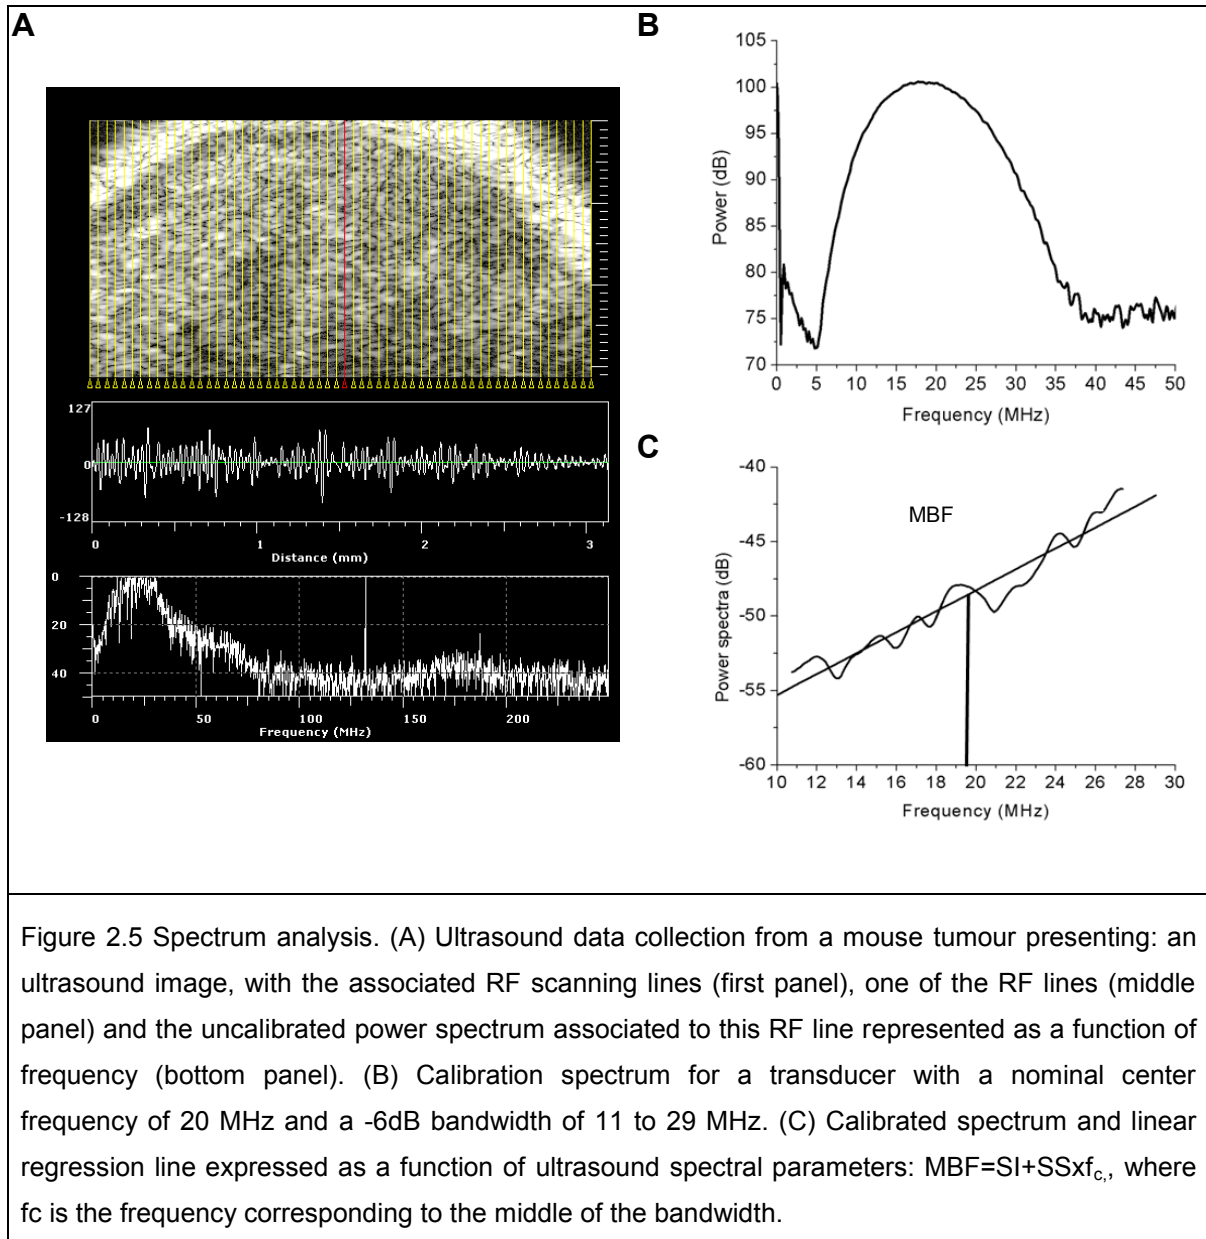 A
127
0
-128
0 1 2 3
Distance (mm)
0
20
40
0 50 100 150 200
Frequency (MHz)
B
105
100
95
90
85
80
75
70
Power (dB)
0 5 10 15 20 25 30 35 40 45 50
Frequency (MHz)
C
-40
-45
-50
-55
-60
Power spectra (dB)
MBF
10 12 14 16 18 20 22 24 26 28 30
Frequency (MHz)
Figure 2.5 Spectrum analysis. (A) Ultrasound data collection from a mouse tumour presenting: an
ultrasound image, with the associated RF scanning lines (first panel), one of the RF lines (middle
panel) and the uncalibrated power spectrum associated to this RF line represented as a function of
frequency (bottom panel). (B) Calibration spectrum for a transducer with a nominal center
frequency of 20 MHz and a -6dB bandwidth of 11 to 29 MHz. (C) Calibrated spectrum and linear
regression line expressed as a function of ultrasound spectral parameters: MBF=SI+SSxfc,, where
fc is the frequency corresponding to the middle of the bandwidth.